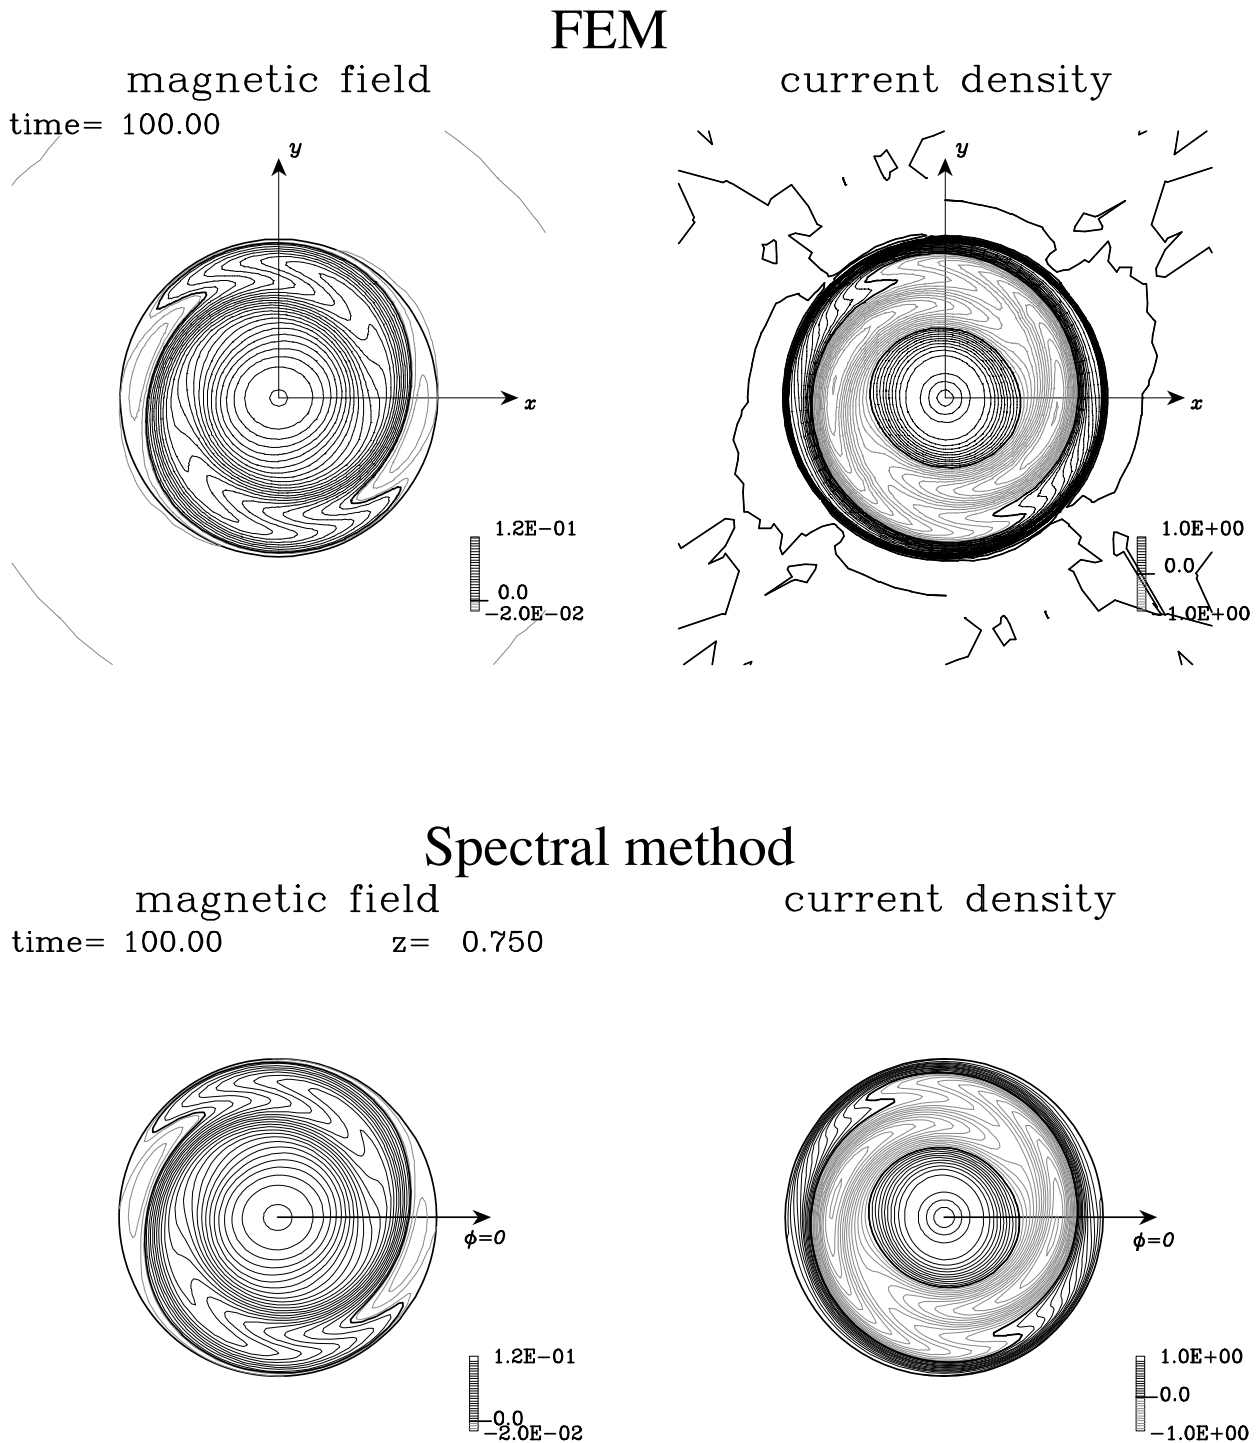 FEM
magnetic field
current density
time= 100.00
y
y
x
x
1.2E-01
0.0
-2.0E-02
1.0E+00
0.0
-1.0E+00
Spectral method
magnetic field
current density
time= 100.00 z= 0.750
ϕ=0
ϕ=0
1.2E-01
0.0
-2.0E-02
1.0E+00
0.0
-1.0E+00